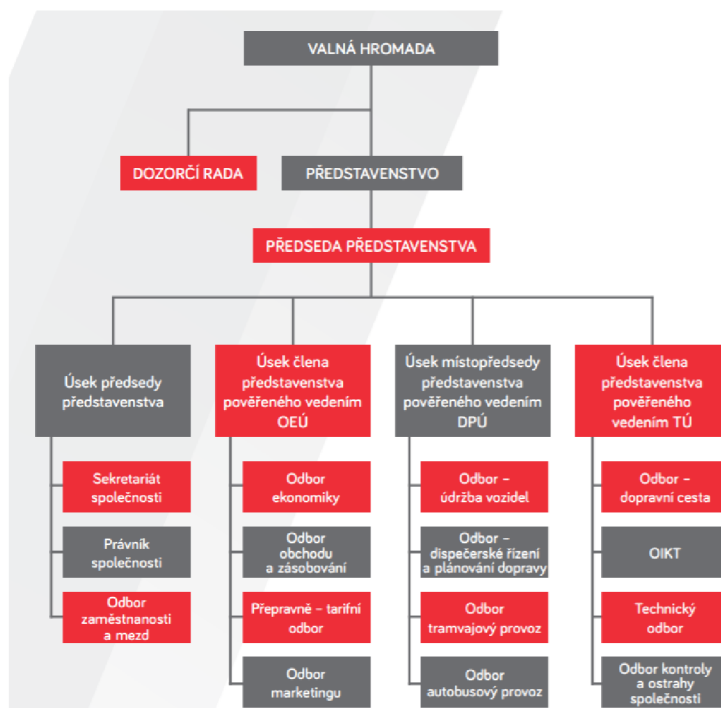 VALNÁ HROMADA
DOZORČÍ RADA
PŘEDSTAVENSTVO
PŘEDSEDA PŘEDSTAVENSTVA
Úsek předsedy
představenstva
Úsek člena
představenstva
pověřeného vedením
OEÚ
Úsek místopředsedy
představenstva
pověřeného vedením
DPÚ
Úsek člena
představenstva
pověřeného
vedením TÚ
Sekretariát
společnosti
Právník
společnosti
Odbor
zaměstnanosti
a mezd
Odbor
ekonomiky
Odbor
obchodu
a zásobování
Přepravně – tarifní
odbor
Odbor
marketingu
Odbor –
údržba vozidel
Odbor –
dispečerské řízení
a plánování dopravy
Odbor
tramvajový provoz
Odbor
autobusový provoz
Odbor –
dopravní cesta
OIKT
Technický
odbor
Odbor kontroly
a ostrahy
společnosti